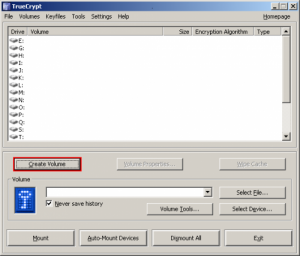 TrueCrypt
File Volumes Keyfiles Tools Settings Help Homepage
Drive Volume Size Encryption Algorithm Type
E:
G:
H:
I:
J:
K:
L:
M:
N:
O:
P:
Q:
S:
T:
Create Volume Volume Properties... Wipe Cache
Volume
Never save history
Select File...
Volume Tools... Select Device...
Mount Auto-Mount Devices Dismount All Exit